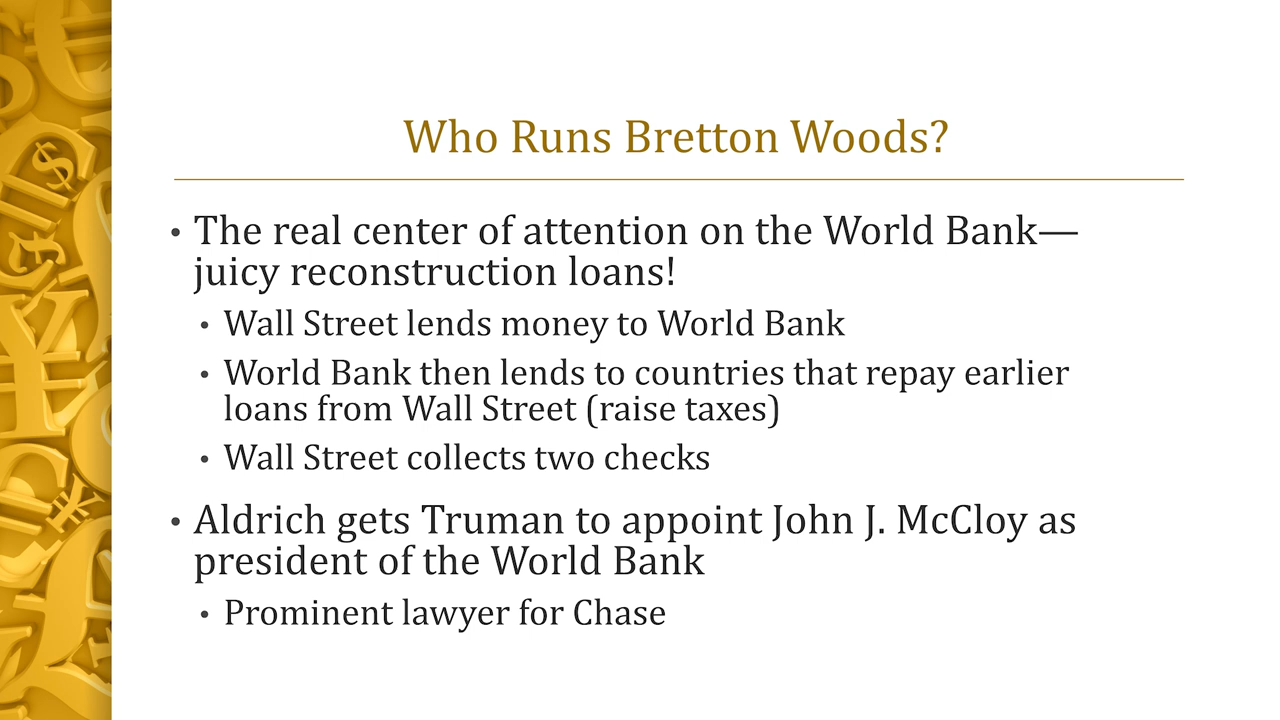 Who Runs Bretton Woods?
• The real center of attention on the World Bank—
juicy reconstruction loans!
• Wall Street lends money to World Bank
• World Bank then lends to countries that repay earlier
loans from Wall Street (raise taxes)
• Wall Street collects two checks
• Aldrich gets Truman to appoint John J. McCloy as
president of the World Bank
• Prominent lawyer for Chase